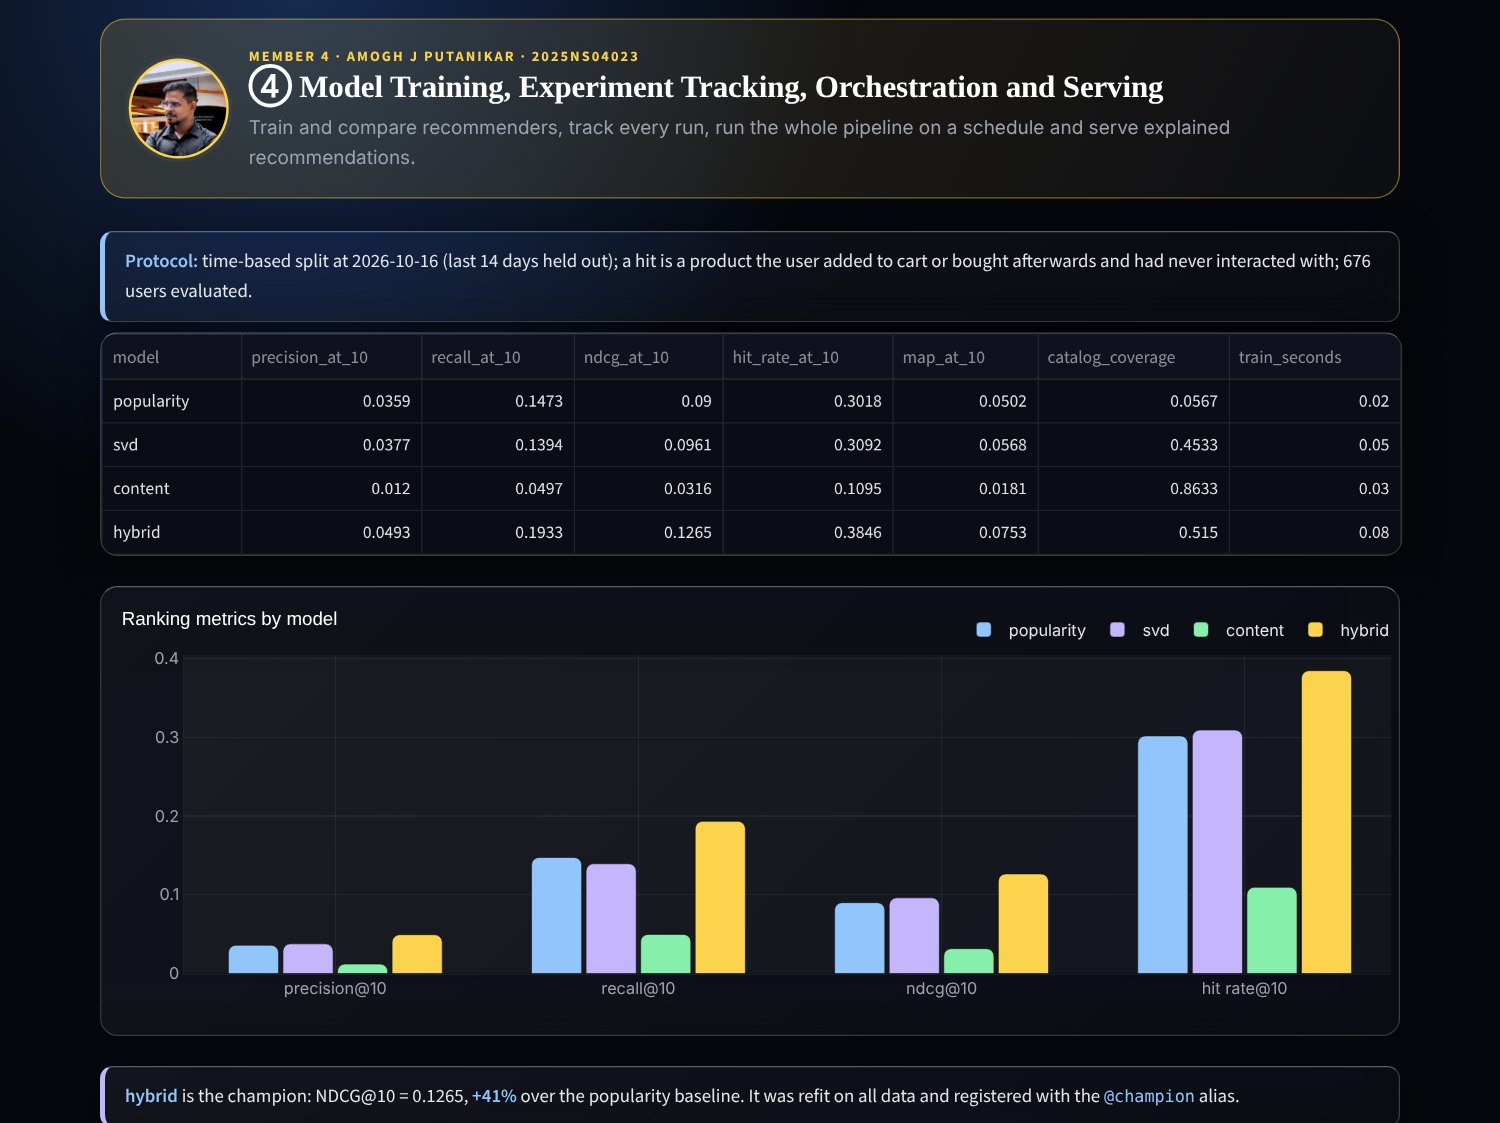 MEMBER 4 · AMOGH J PUTANIKAR · 2025NS04023
④ Model Training, Experiment Tracking, Orchestration and Serving
Train and compare recommenders, track every run, run the whole pipeline on a schedule and serve explained
recommendations.
Protocol: time-based split at 2026-10-16 (last 14 days held out); a hit is a product the user added to cart or bought afterwards and had never interacted with; 676
users evaluated.
model precision_at_10 recall_at_10 ndcg_at_10 hit_rate_at_10 map_at_10 catalog_coverage train_seconds
popularity 0.0359 0.1473 0.09 0.3018 0.0502 0.0567 0.02
svd 0.0377 0.1394 0.0961 0.3092 0.0568 0.4533 0.05
content 0.012 0.0497 0.0316 0.1095 0.0181 0.8633 0.03
hybrid 0.0493 0.1933 0.1265 0.3846 0.0753 0.515 0.08
Ranking metrics by model
popularity svd content hybrid
0.4
0.3
0.2
0.1
0
precision@10 recall@10 ndcg@10 hit rate@10
hybrid is the champion: NDCG@10 = 0.1265, +41% over the popularity baseline. It was refit on all data and registered with the @champion alias.